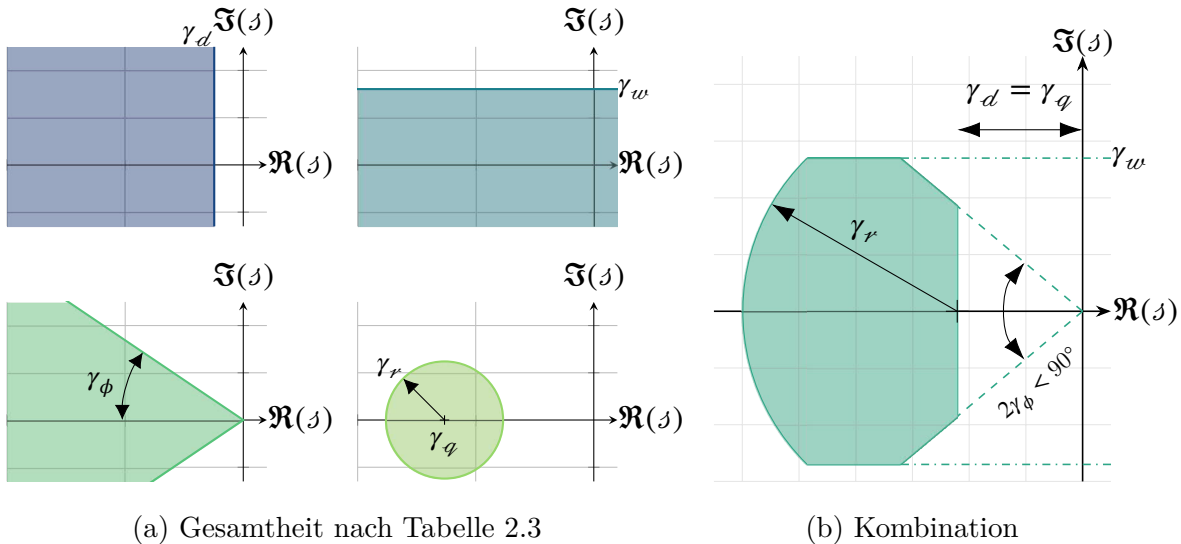 ℑ(𝓈)
γ_d
ℜ(𝓈)
ℑ(𝓈)
γ_w
ℜ(𝓈)
ℑ(𝓈)
γ_ϕ
ℜ(𝓈)
ℑ(𝓈)
γ_r
γ_q
ℜ(𝓈)
(a) Gesamtheit nach Tabelle 2.3
ℑ(𝓈)
γ_d = γ_q
γ_w
γ_r
ℜ(𝓈)
2γ_ϕ < 90°
(b) Kombination